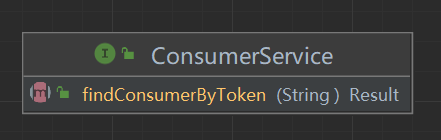 I ConsumerService
m findConsumerByToken (String) Result